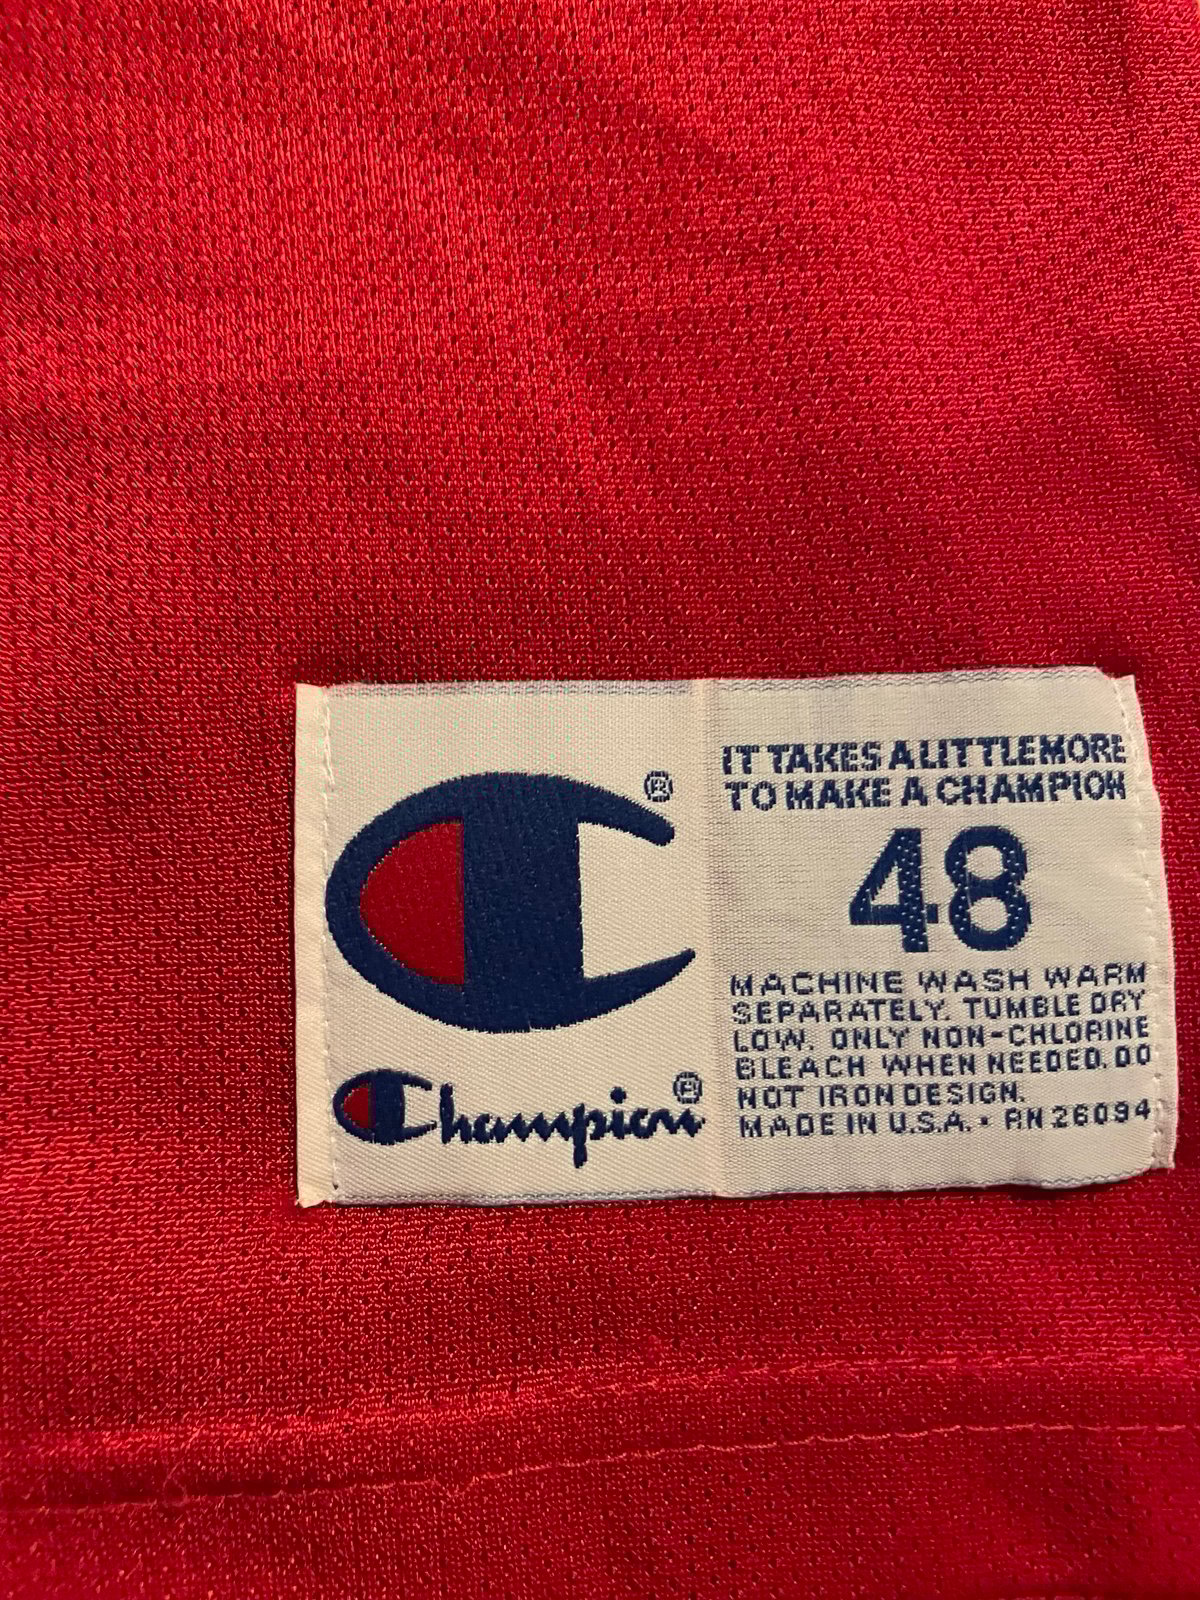 ®
Champion®
IT TAKES A LITTLE MORE
TO MAKE A CHAMPION
48
MACHINE WASH WARM
SEPARATELY. TUMBLE DRY
LOW. ONLY NON-CHLORINE
BLEACH WHEN NEEDED. DO
NOT IRON DESIGN.
MADE IN U.S.A. • RN 26094